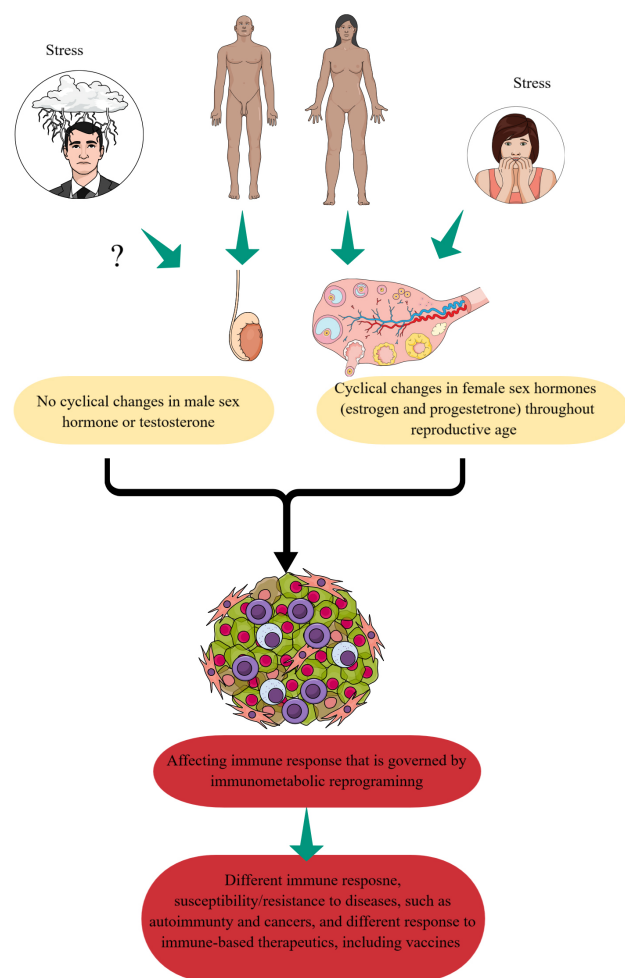 Stress
Stress
?
No cyclical changes in male sex
hormone or testosterone
Cyclical changes in female sex hormones
(estrogen and progestetrone) throughout
reproductive age
Affecting immune response that is governed by
immunometabolic reprograminng
Different immune resposne,
susceptibility/resistance to diseases, such as
autoimmunty and cancers, and different response to
immune-based therapeutics, including vaccines